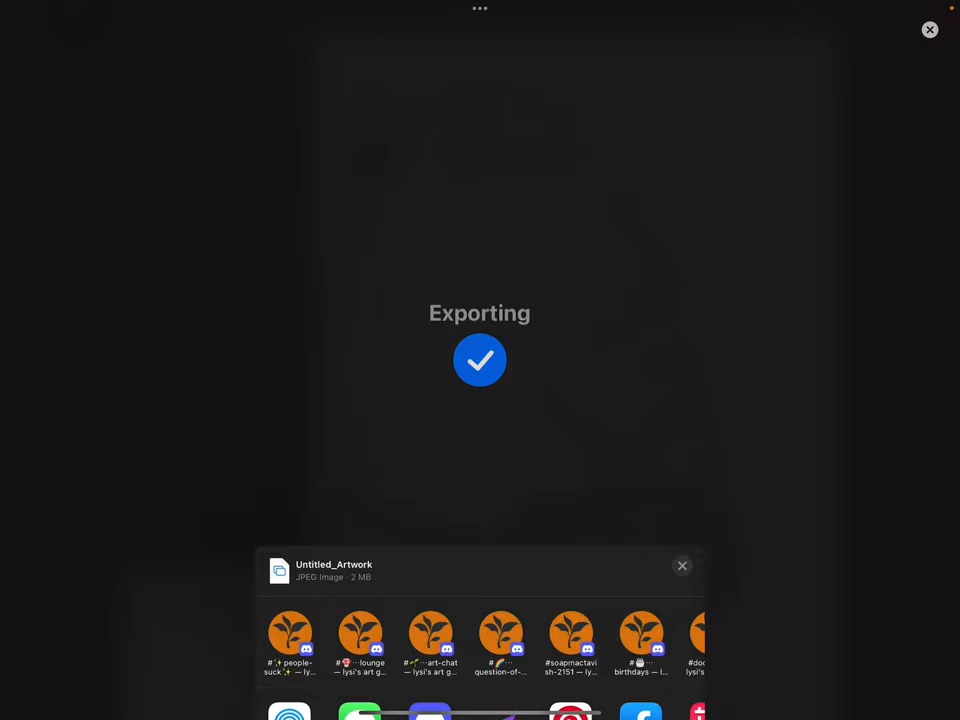 Exporting
Untitled_Artwork
JPEG Image · 2 MB
#✨people- #🍄···lounge #🌱···art-chat #🌈··· #soapmactavi #🎂··· #doc
suck✨ — ly... — lysi's art g... — lysi's art g... question-of-... sh-2151 — ly... birthdays — l... lysi's